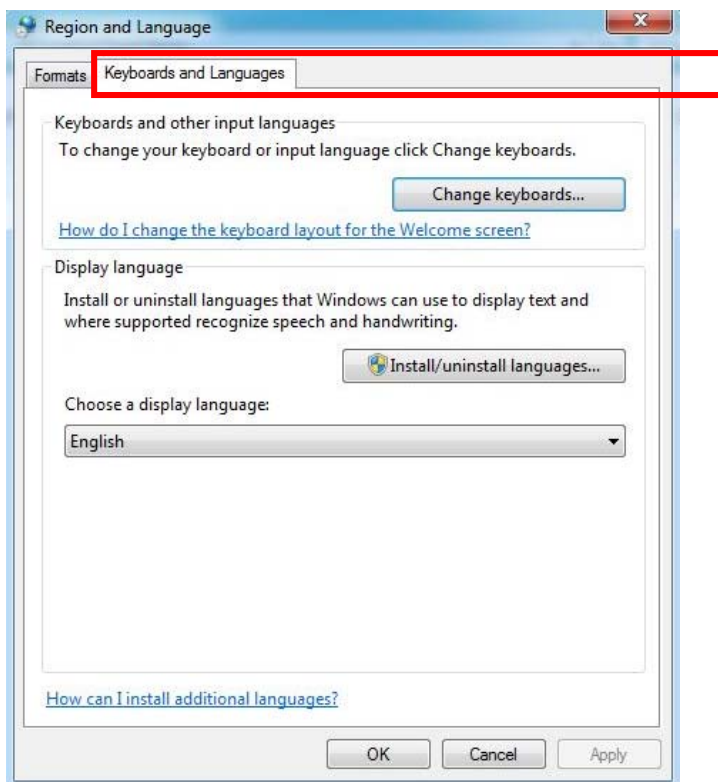 Region and Language
Formats
Keyboards and Languages
Keyboards and other input languages
To change your keyboard or input language click Change keyboards.
Change keyboards...
How do I change the keyboard layout for the Welcome screen?
Display language
Install or uninstall languages that Windows can use to display text and
where supported recognize speech and handwriting.
Install/uninstall languages...
Choose a display language:
English
How can I install additional languages?
OK Cancel Apply